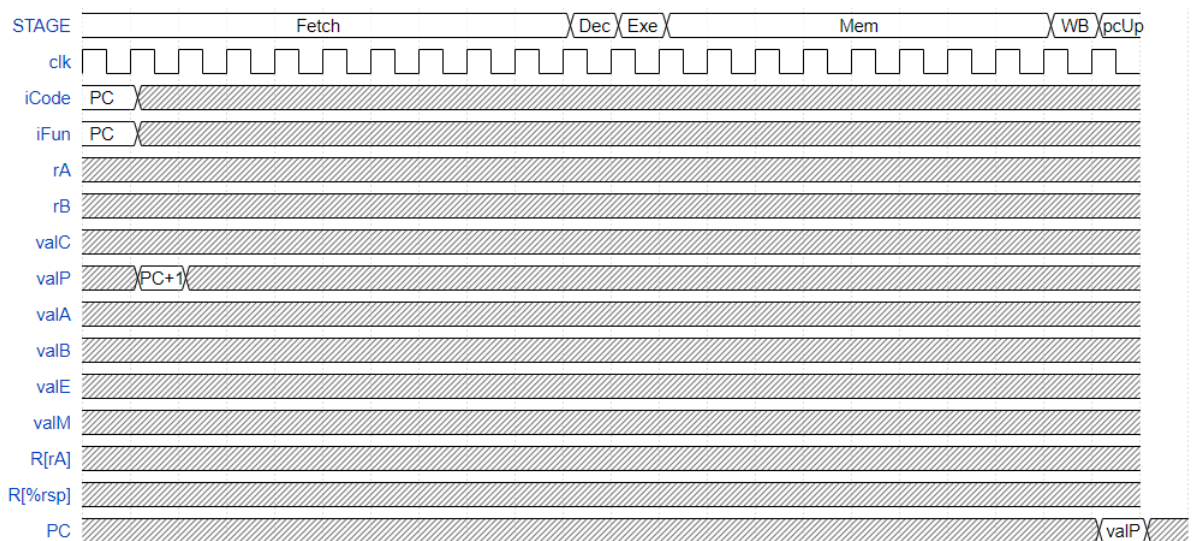 STAGE Fetch Dec Exe Mem WB pcUp
clk
iCode PC
iFun PC
rA
rB
valC
valP PC+1
valA
valB
valE
valM
R[rA]
R[%rsp]
PC valP